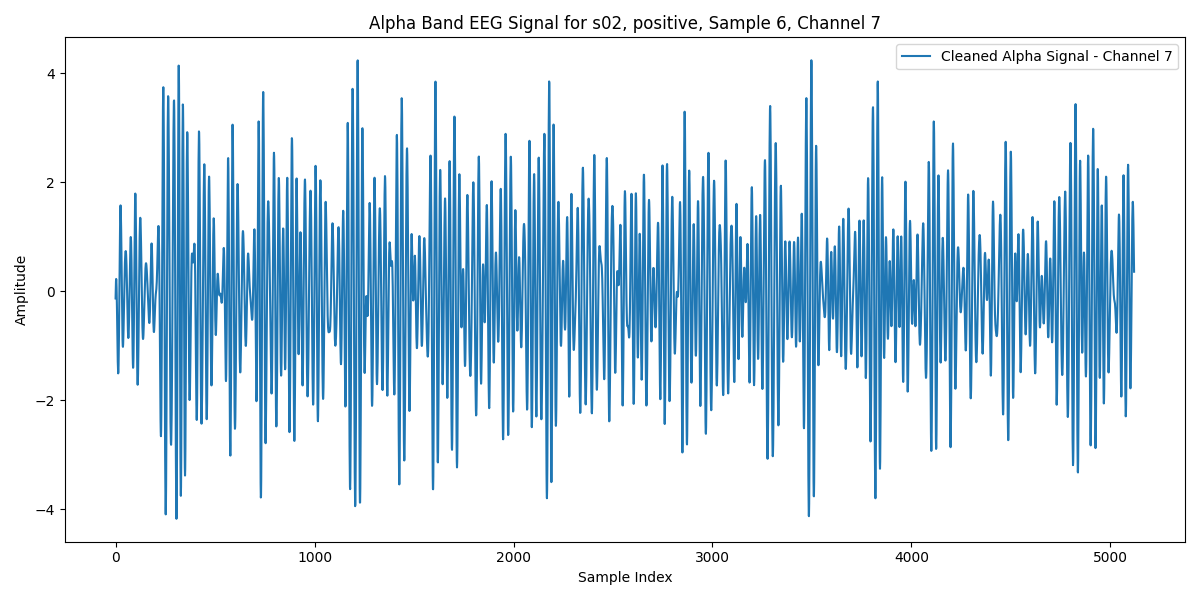 Alpha Band EEG Signal for s02, positive, Sample 6, Channel 7
Cleaned Alpha Signal - Channel 7
Amplitude
4
2
0
−2
−4
0 1000 2000 3000 4000 5000
Sample Index